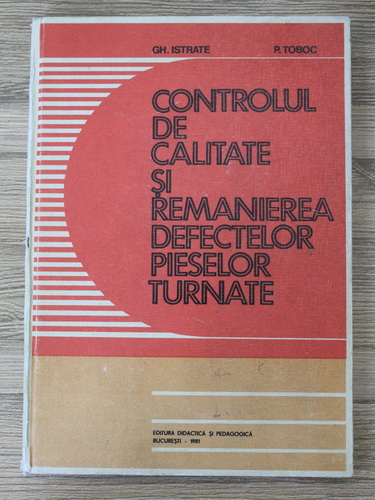 GH. ISTRATE P. TOBOC
CONTROLUL
DE
CALITATE
ȘI
REMANIEREA
DEFECTELOR
PIESELOR
TURNATE
EDITURA DIDACTICĂ ȘI PEDAGOGICĂ
BUCUREȘTI - 1981